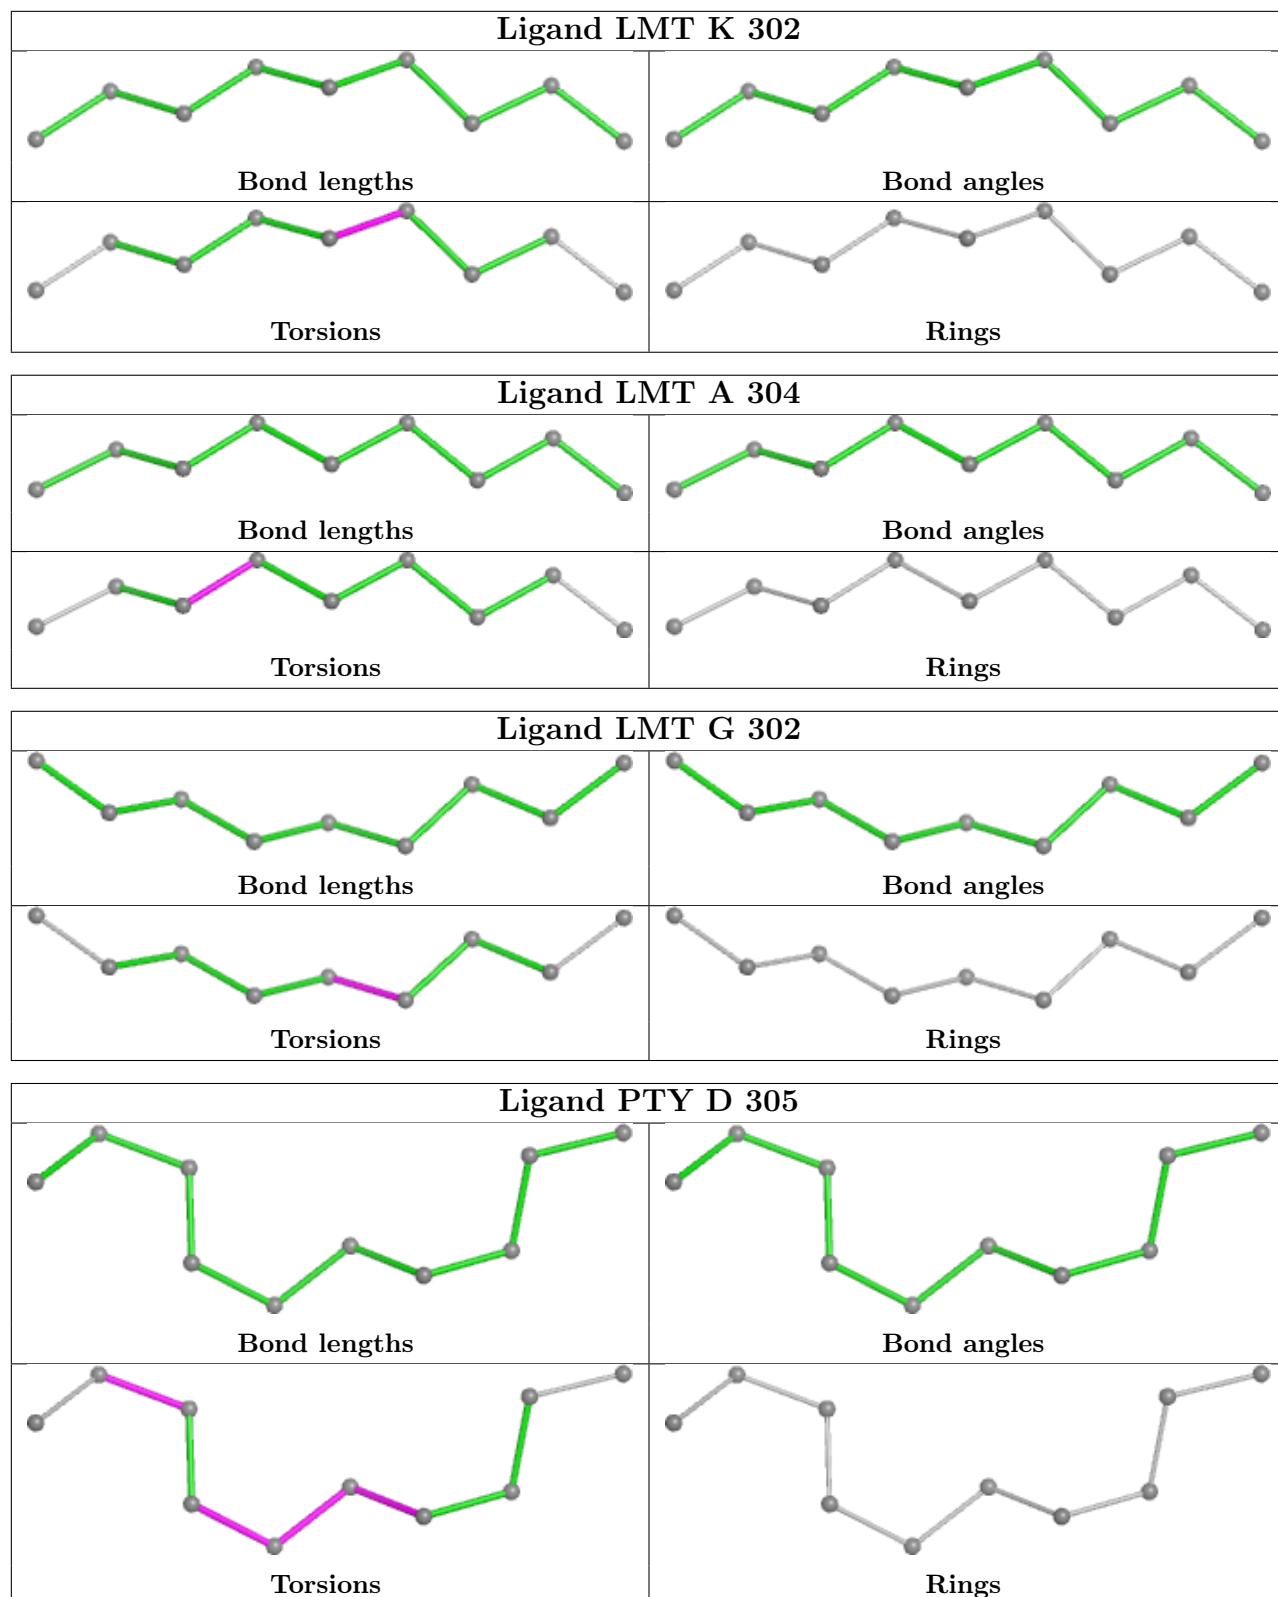 Ligand LMT K 302
Bond lengths
Bond angles
Torsions
Rings
Ligand LMT A 304
Bond lengths
Bond angles
Torsions
Rings
Ligand LMT G 302
Bond lengths
Bond angles
Torsions
Rings
Ligand PTY D 305
Bond lengths
Bond angles
Torsions
Rings